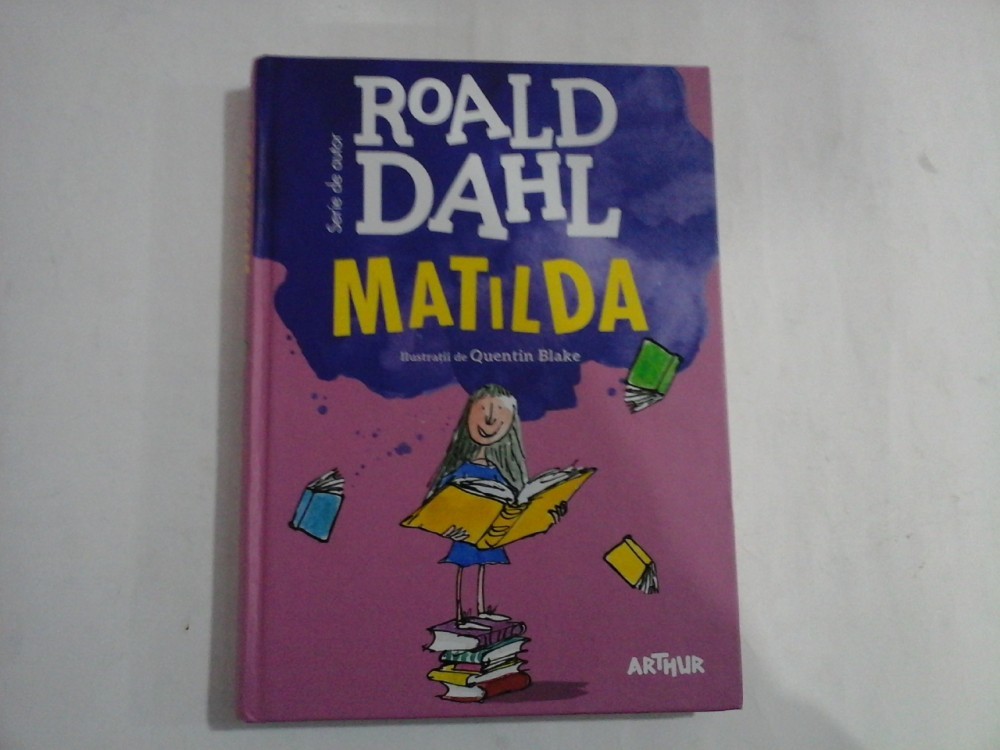 Serie de autor
ROALD
DAHL
MATILDA
Ilustrații de Quentin Blake
ARTHUR